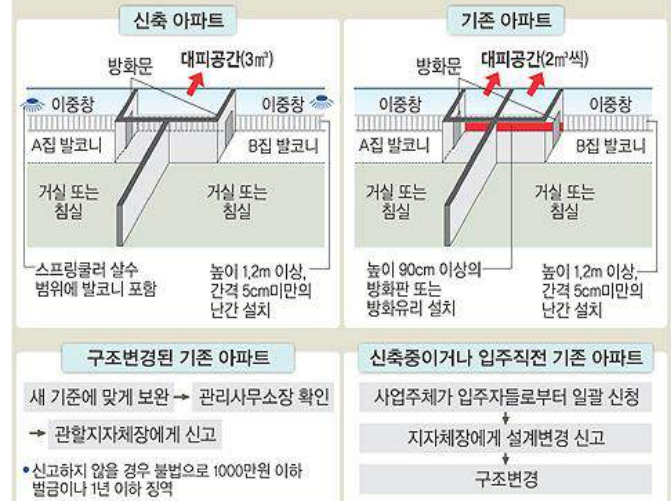 신축 아파트
방화문 대피공간(3㎥)
이중창 이중창
A집 발코니 B집 발코니
거실 또는 침실 거실 또는 침실
스프링쿨러 살수
범위에 발코니 포함
높이 1,2m 이상,
간격 5cm미만의
난간 설치
기존 아파트
방화문 대피공간(2㎥씩)
이중창 이중창
A집 발코니 B집 발코니
거실 또는 침실 거실 또는 침실
높이 90cm 이상의
방화판 또는
방화유리 설치
높이 1,2m 이상,
간격 5cm미만의
난간 설치
구조변경된 기존 아파트
새 기준에 맞게 보완 → 관리사무소장 확인
→ 관할지자체장에게 신고
• 신고하지 않을 경우 불법으로 1000만원 이하
벌금이나 1년 이하 징역
신축중이거나 입주직전 기존 아파트
사업주체가 입주자들로부터 일괄 신청
지자체장에게 설계변경 신고
구조변경